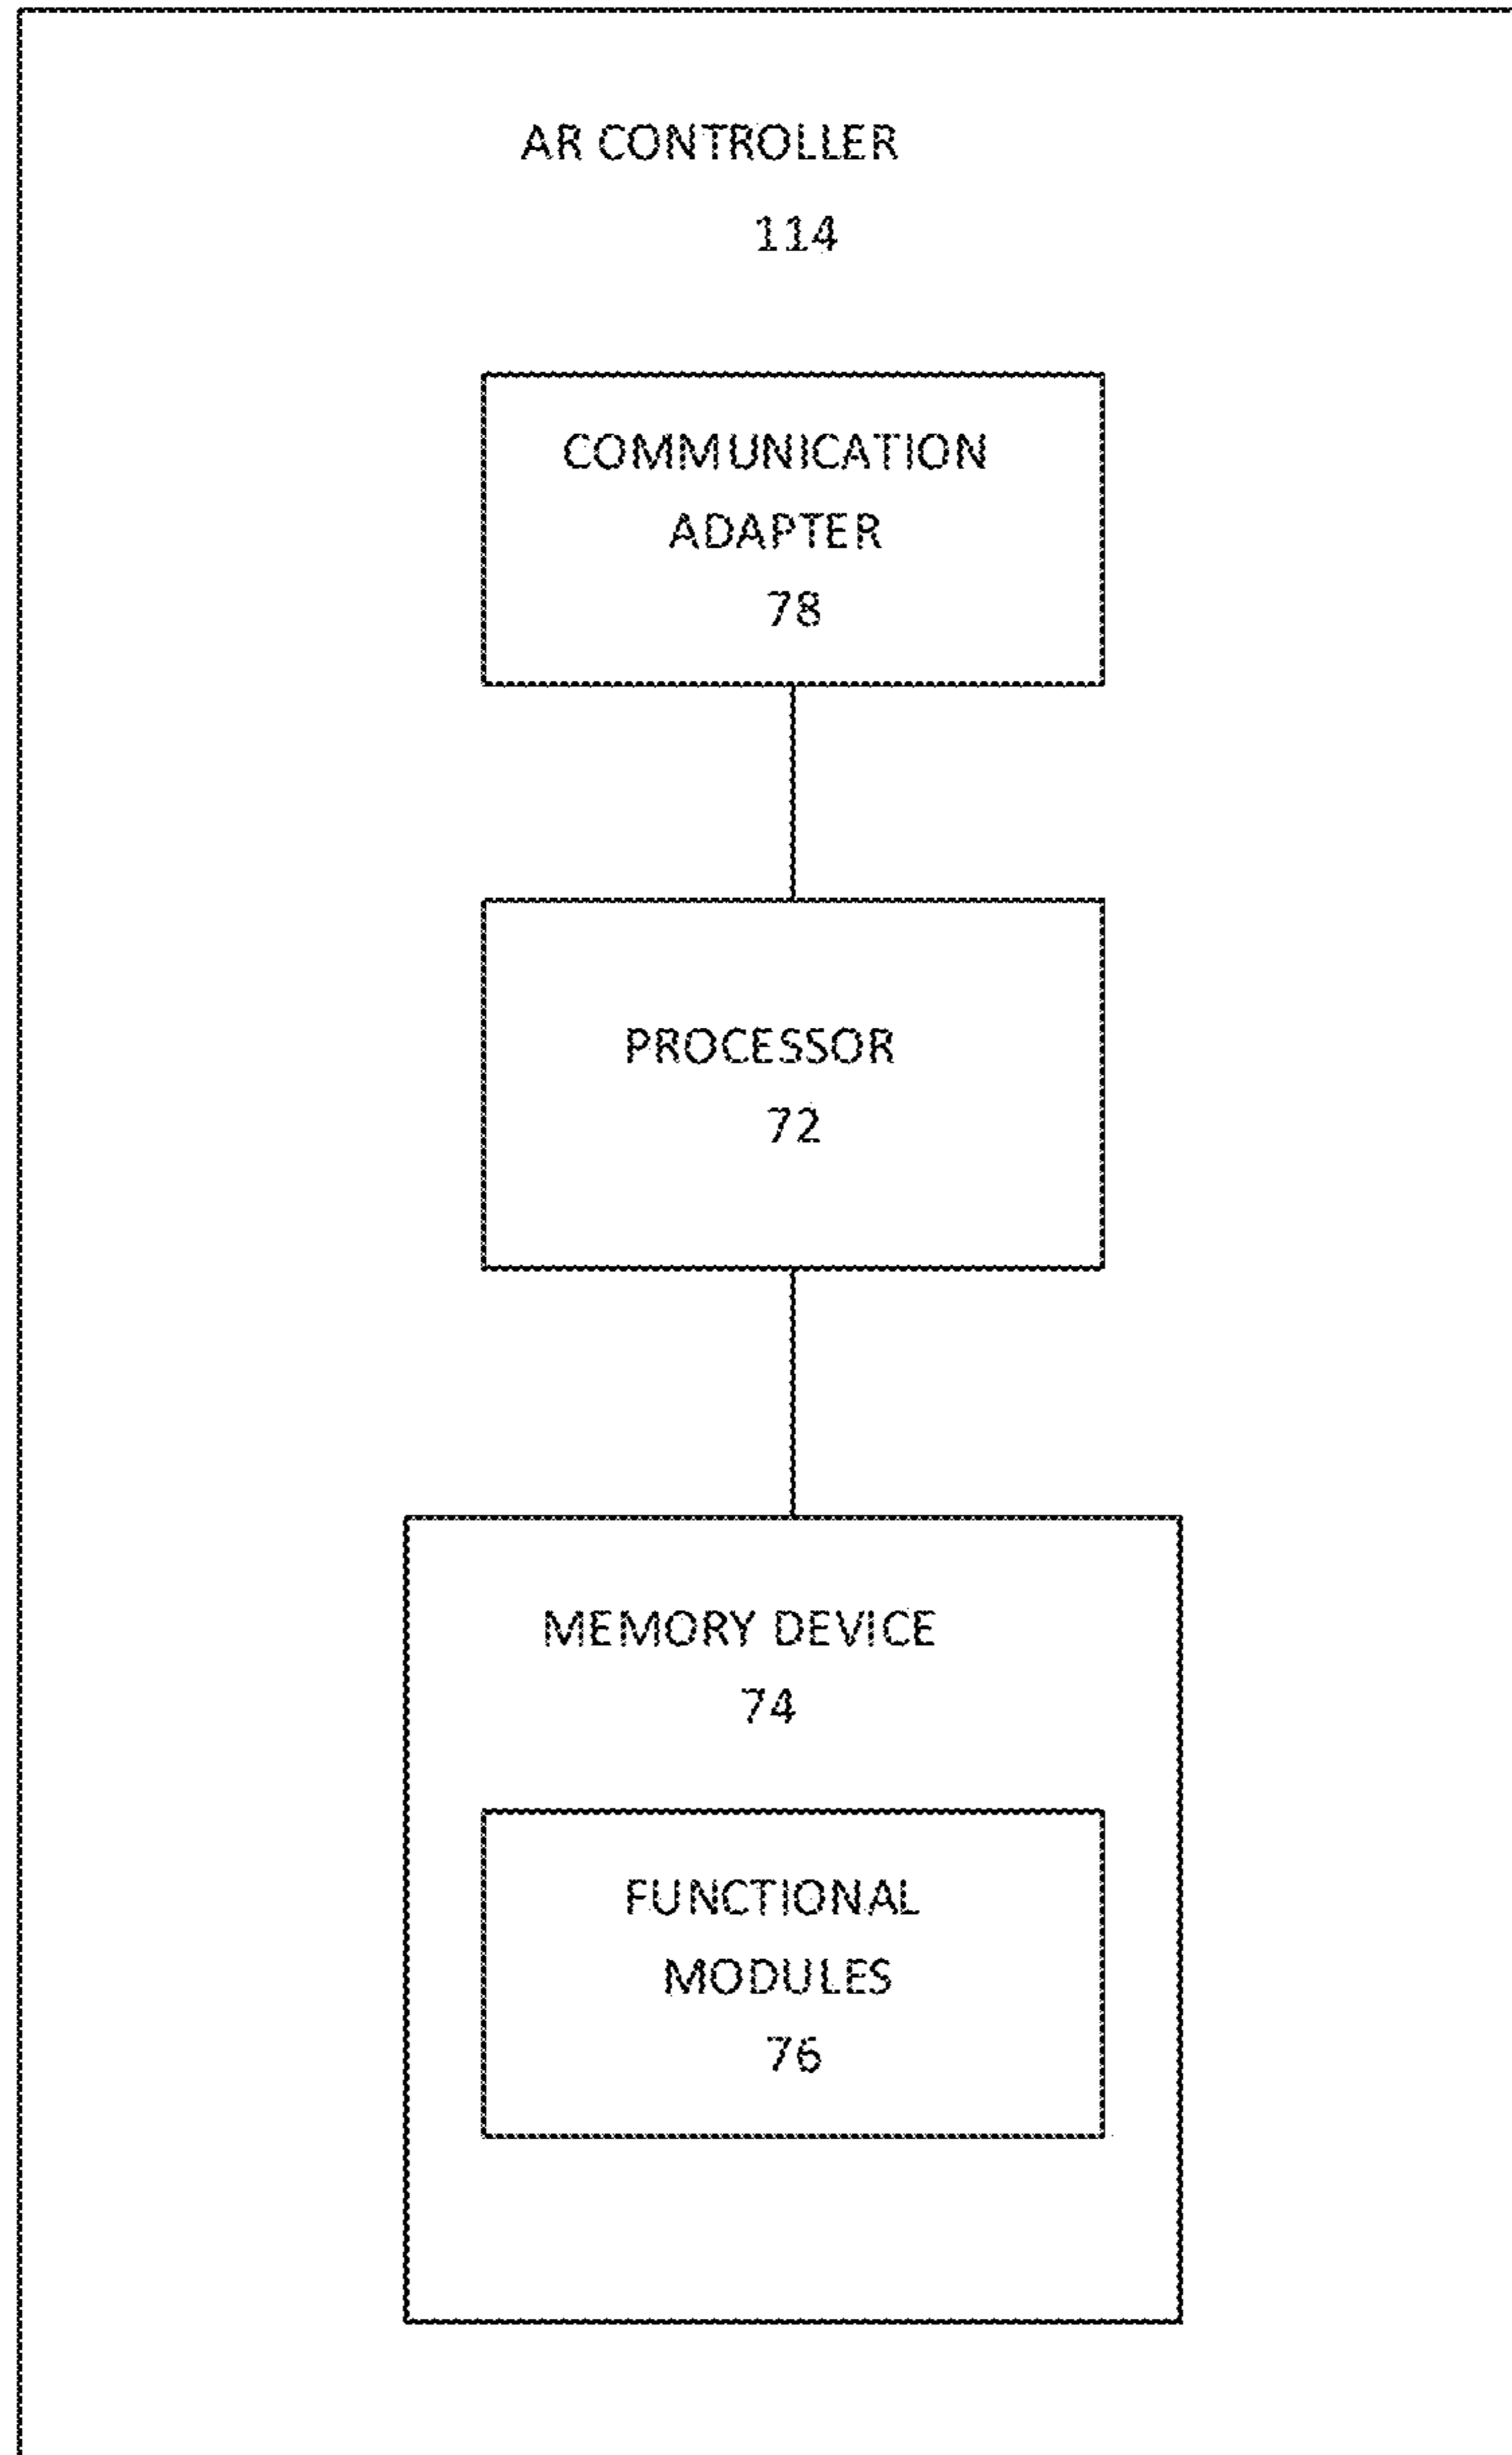 AR CONTROLLER
114
COMMUNICATION
ADAPTER
78
PROCESSOR
72
MEMORY DEVICE
74
FUNCTIONAL
MODULES
76